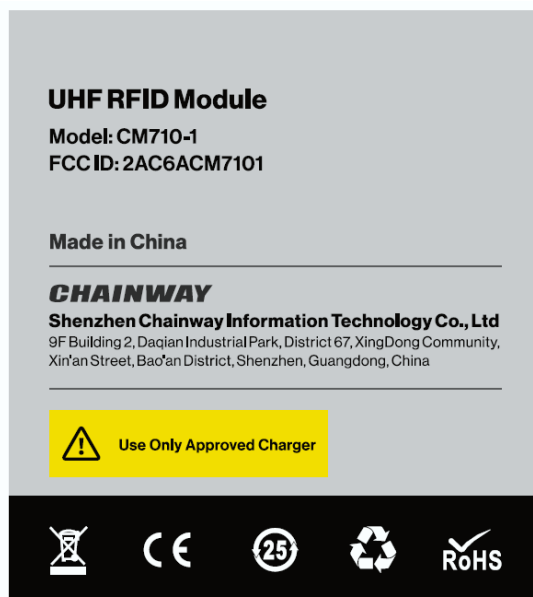 UHF RFID Module
Model: CM710-1
FCC ID: 2AC6ACM7101
Made in China
CHAINWAY
Shenzhen Chainway Information Technology Co., Ltd
9F Building 2, Daqian Industrial Park, District 67, XingDong Community,
Xin'an Street, Bao'an District, Shenzhen, Guangdong, China
Use Only Approved Charger
CE 25 RoHS